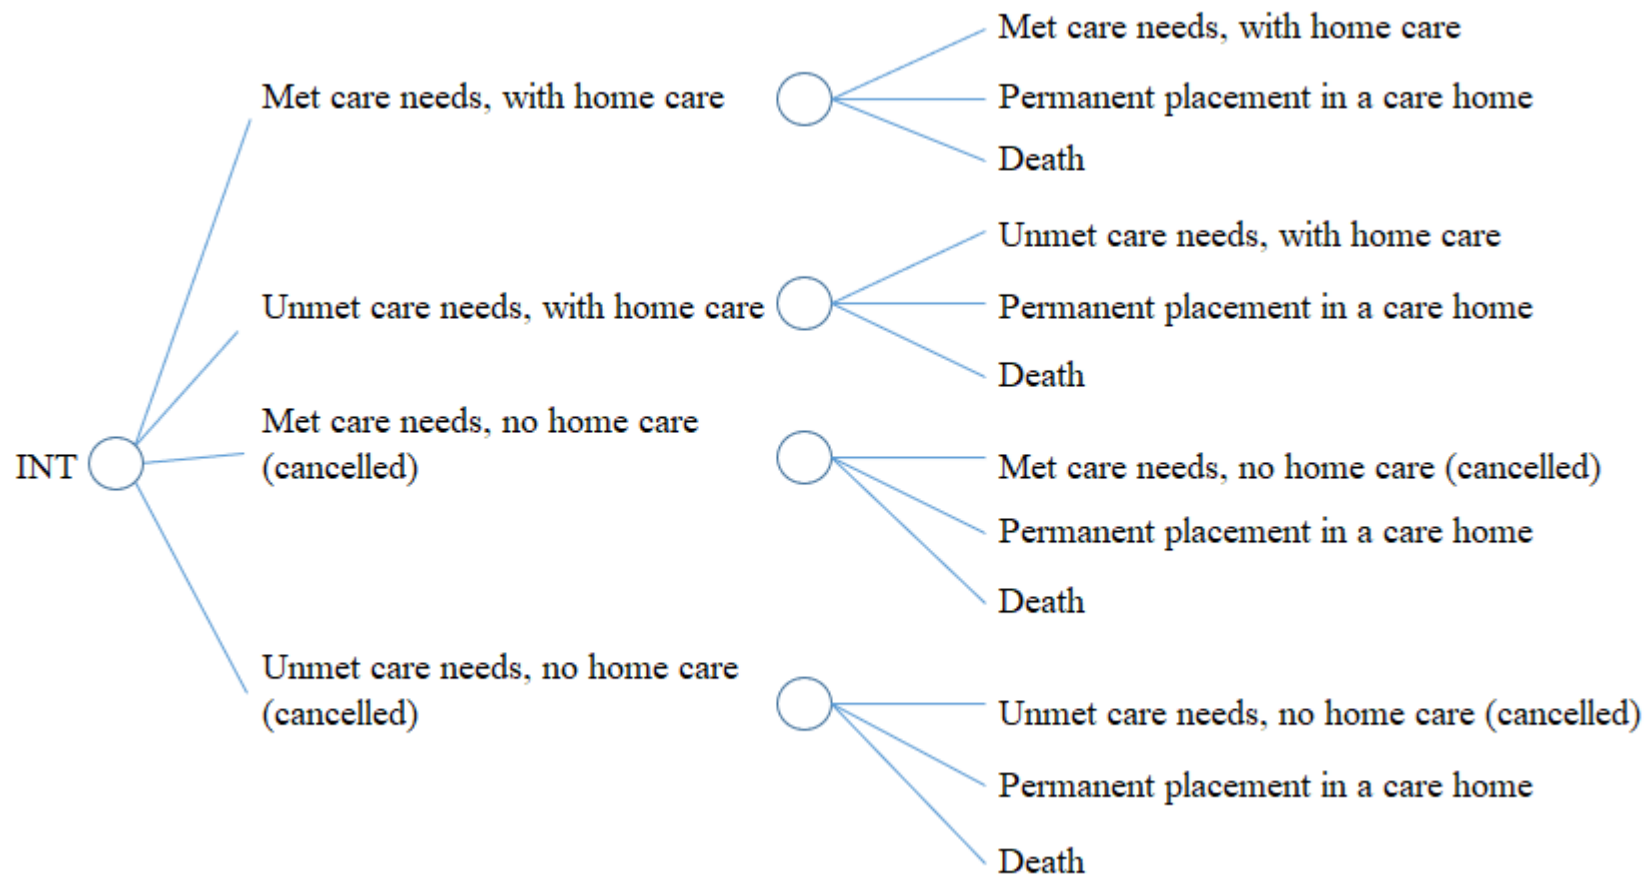 INT
Met care needs, with home care
Met care needs, with home care
Permanent placement in a care home
Death
Unmet care needs, with home care
Unmet care needs, with home care
Permanent placement in a care home
Death
Met care needs, no home care
(cancelled)
Met care needs, no home care (cancelled)
Permanent placement in a care home
Death
Unmet care needs, no home care
(cancelled)
Unmet care needs, no home care (cancelled)
Permanent placement in a care home
Death